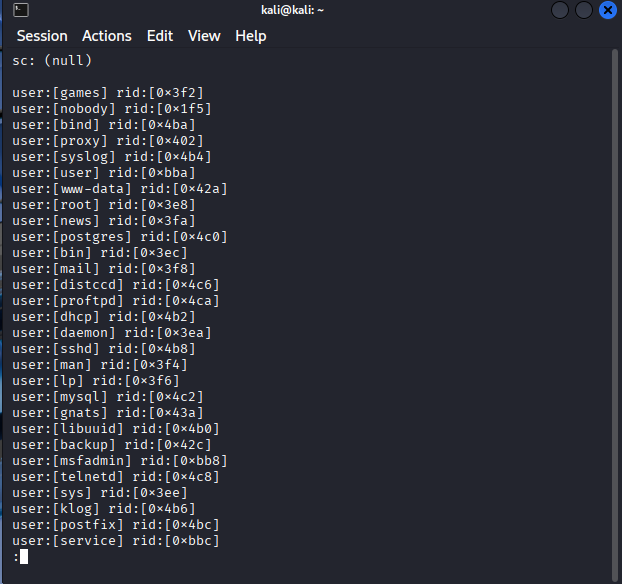 kali@kali: ~
Session Actions Edit View Help
sc: (null)
user:[games] rid:[0×3f2]
user:[nobody] rid:[0×1f5]
user:[bind] rid:[0×4ba]
user:[proxy] rid:[0×402]
user:[syslog] rid:[0×4b4]
user:[user] rid:[0×bba]
user:[www-data] rid:[0×42a]
user:[root] rid:[0×3e8]
user:[news] rid:[0×3fa]
user:[postgres] rid:[0×4c0]
user:[bin] rid:[0×3ec]
user:[mail] rid:[0×3f8]
user:[distccd] rid:[0×4c6]
user:[proftpd] rid:[0×4ca]
user:[dhcp] rid:[0×4b2]
user:[daemon] rid:[0×3ea]
user:[sshd] rid:[0×4b8]
user:[man] rid:[0×3f4]
user:[lp] rid:[0×3f6]
user:[mysql] rid:[0×4c2]
user:[gnats] rid:[0×43a]
user:[libuuid] rid:[0×4b0]
user:[backup] rid:[0×42c]
user:[msfadmin] rid:[0×bb8]
user:[telnetd] rid:[0×4c8]
user:[sys] rid:[0×3ee]
user:[klog] rid:[0×4b6]
user:[postfix] rid:[0×4bc]
user:[service] rid:[0×bbc]
: